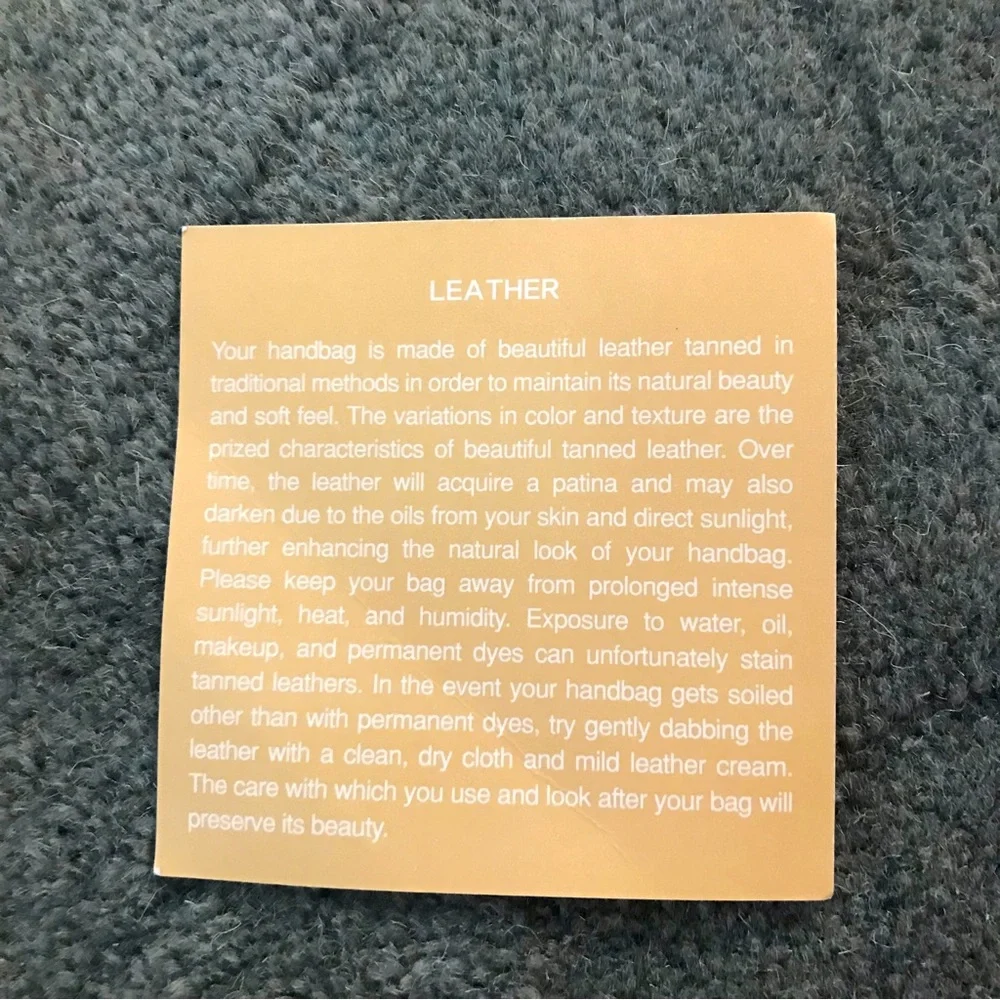 LEATHER
Your handbag is made of beautiful leather tanned in
traditional methods in order to maintain its natural beauty
and soft feel. The variations in color and texture are the
prized characteristics of beautiful tanned leather. Over
time, the leather will acquire a patina and may also
darken due to the oils from your skin and direct sunlight,
further enhancing the natural look of your handbag.
Please keep your bag away from prolonged intense
sunlight, heat, and humidity. Exposure to water, oil,
makeup, and permanent dyes can unfortunately stain
tanned leathers. In the event your handbag gets soiled
other than with permanent dyes, try gently dabbing the
leather with a clean, dry cloth and mild leather cream.
The care with which you use and look after your bag will
preserve its beauty.